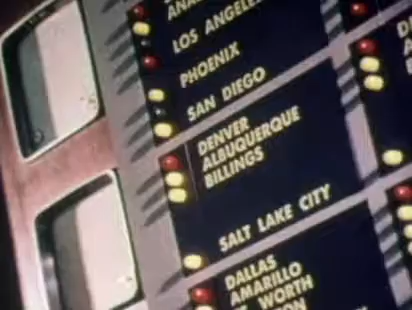 LOS ANGELES
PHOENIX
SAN DIEGO
DENVER
ALBUQUERQUE
BILLINGS
SALT LAKE CITY
DALLAS
AMARILLO
WORTH